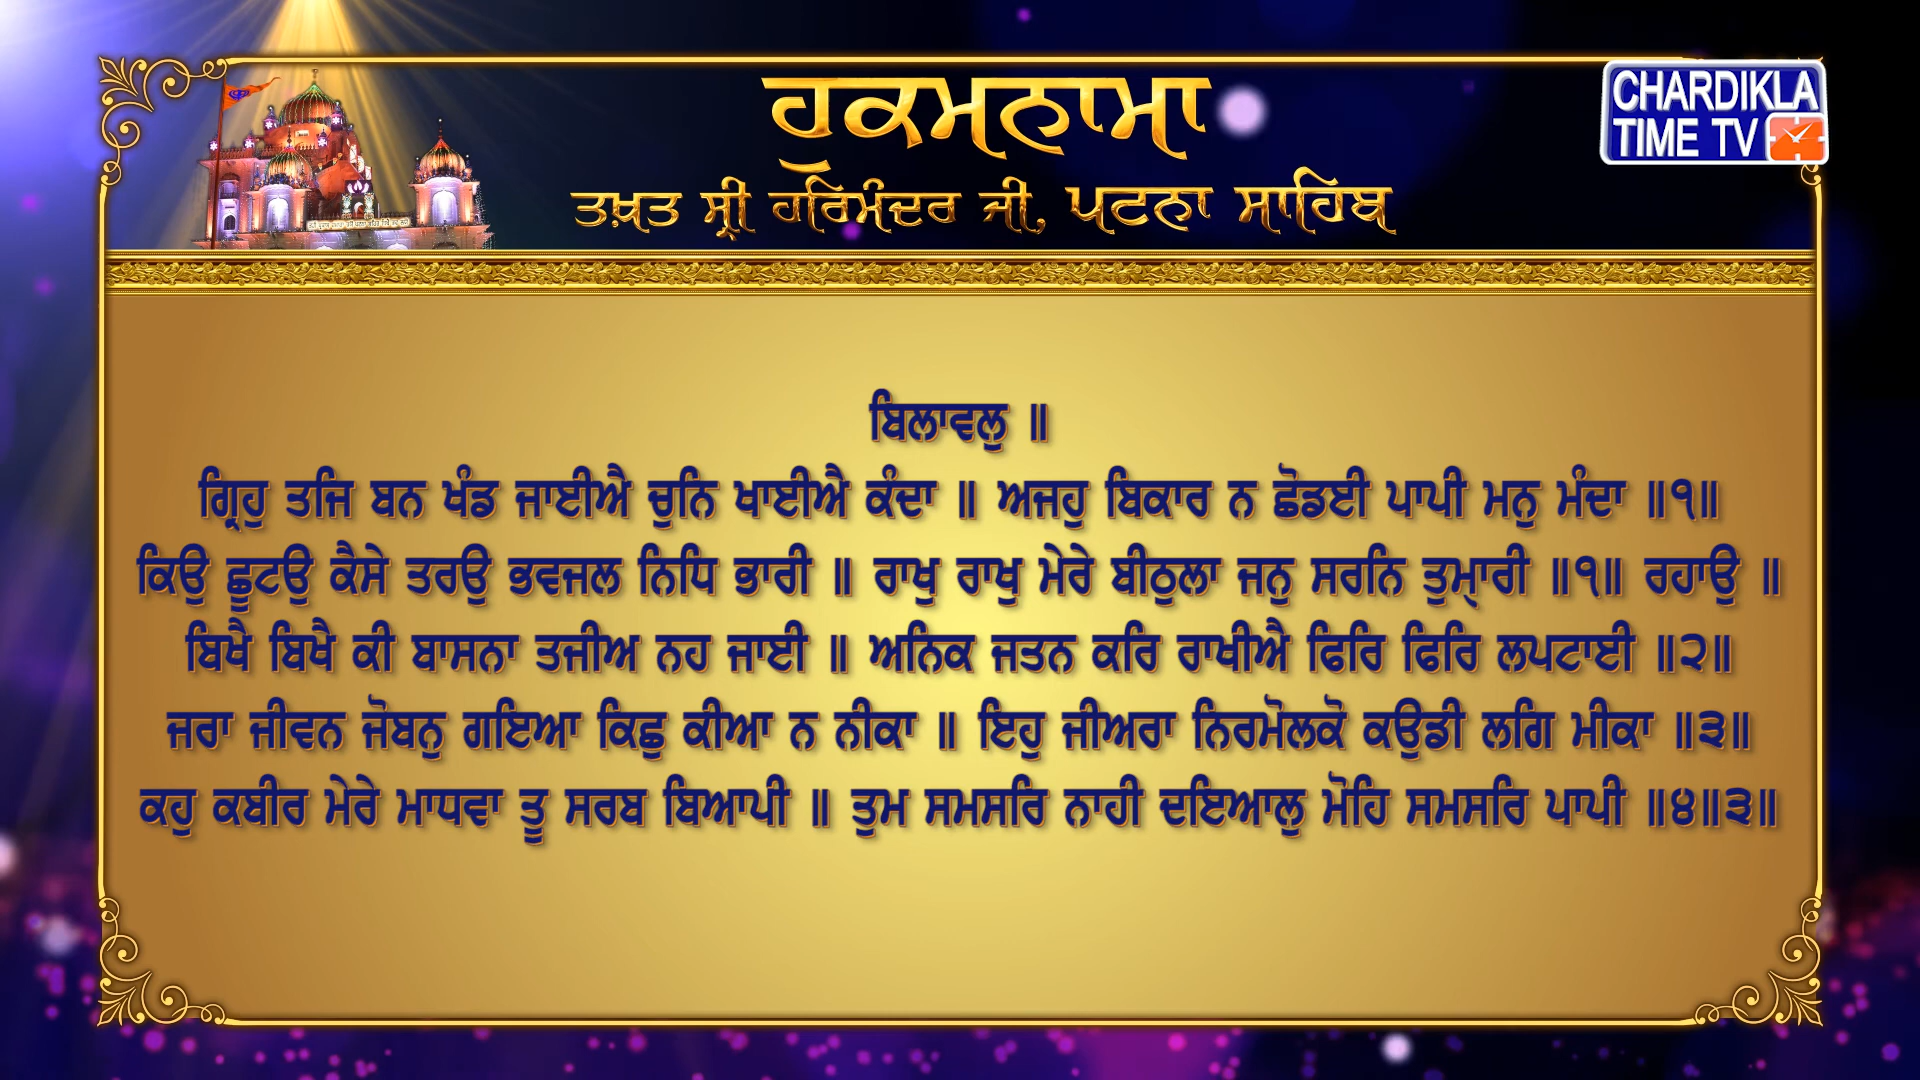 ਹੁਕਮਨਾਮਾ
CHARDIKLA
TIME TV
ਤਖ਼ਤ ਸ੍ਰੀ ਹਰਿਮੰਦਰ ਜੀ, ਪਟਨਾ ਸਾਹਿਬ
ਬਿਲਾਵਲੁ ॥
ਗ੍ਰਿਹੁ ਤਜਿ ਬਨ ਖੰਡ ਜਾਈਐ ਚੁਨਿ ਖਾਈਐ ਕੰਦਾ ॥ ਅਜਹੁ ਬਿਕਾਰ ਨ ਛੋਡਈ ਪਾਪੀ ਮਨੁ ਮੰਦਾ ॥੧॥
ਕਿਉ ਛੂਟਉ ਕੈਸੇ ਤਰਉ ਭਵਜਲ ਨਿਧਿ ਭਾਰੀ ॥ ਰਾਖੁ ਰਾਖੁ ਮੇਰੇ ਬੀਠੁਲਾ ਜਨੁ ਸਰਨਿ ਤੁਮ੍ਹਾਰੀ ॥੧॥ ਰਹਾਉ ॥
ਬਿਖੈ ਬਿਖੈ ਕੀ ਬਾਸਨਾ ਤਜੀਅ ਨਹ ਜਾਈ ॥ ਅਨਿਕ ਜਤਨ ਕਰਿ ਰਾਖੀਐ ਫਿਰਿ ਫਿਰਿ ਲਪਟਾਈ ॥੨॥
ਜਰਾ ਜੀਵਨ ਜੋਬਨੁ ਗਇਆ ਕਿਛੁ ਕੀਆ ਨ ਨੀਕਾ ॥ ਇਹੁ ਜੀਅਰਾ ਨਿਰਮੋਲਕੋ ਕਉਡੀ ਲਗਿ ਮੀਕਾ ॥੩॥
ਕਹੁ ਕਬੀਰ ਮੇਰੇ ਮਾਧਵਾ ਤੂ ਸਰਬ ਬਿਆਪੀ ॥ ਤੁਮ ਸਮਸਰਿ ਨਾਹੀ ਦਇਆਲੁ ਮੋਹਿ ਸਮਸਰਿ ਪਾਪੀ ॥੪॥੩॥